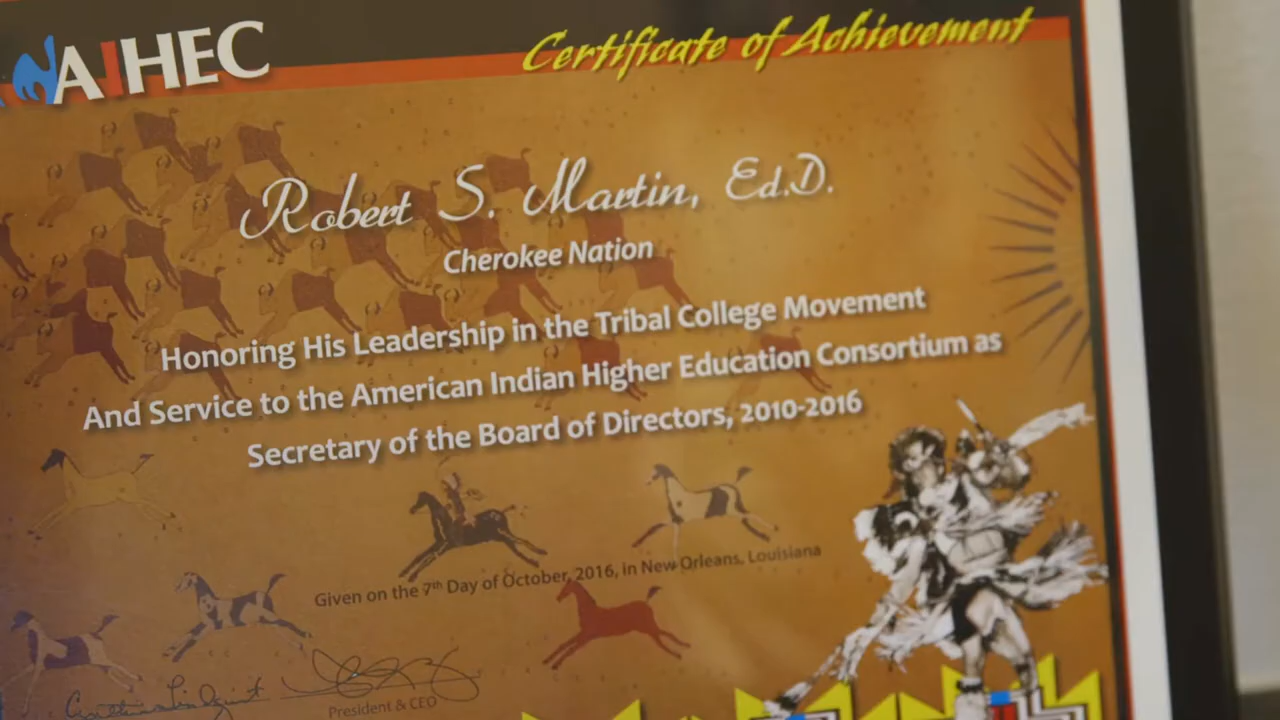 AIHEC
Certificate of Achievement
Robert S. Martin, Ed.D.
Cherokee Nation
Honoring His Leadership in the Tribal College Movement
And Service to the American Indian Higher Education Consortium as
Secretary of the Board of Directors, 2010-2016
Given on the 7th Day of October, 2016, in New Orleans, Louisiana
President & CEO